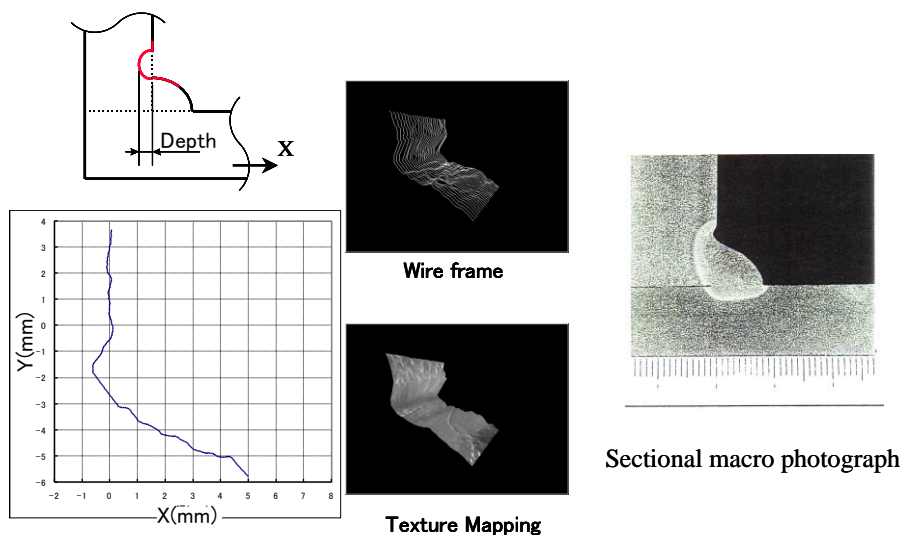 Depth
X
Wire frame
Y(mm)
4
3
2
1
0
-1
-2
-3
-4
-5
-6
-2 -1 0 1 2 3 4 5 6 7 8
X(mm)
Texture Mapping
Sectional macro photograph